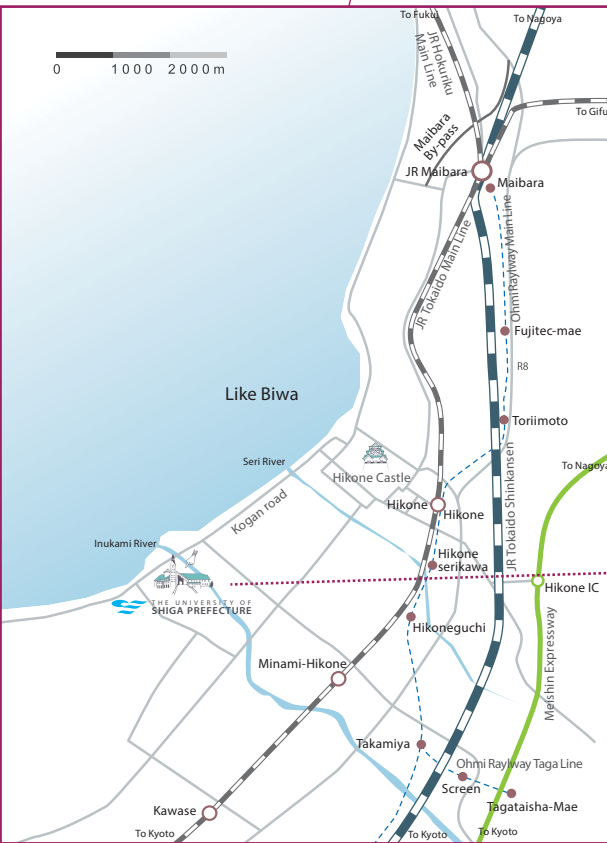 To Fukui
To Nagoya
JR Hokuriku
Main Line
0 1000 2000m
To Gifu
Maibara
By-pass
JR Maibara
Maibara
Ohmi Raylway Main Line
JR Tokaido Main Line
Fujitec-mae
R8
Like Biwa
Toriimoto
Seri River
To Nagoya
Hikone Castle
JR Tokaido Shinkansen
Kogan road
Hikone
Hikone
Inukami River
Hikone
serikawa
Hikone IC
THE UNIVERSITY OF
SHIGA PREFECTURE
Hikoneguchi
Meishin Expressway
Minami-Hikone
Takamiya
Ohmi Raylway Taga Line
Screen
Tagataisha-Mae
Kawase
To Kyoto
To Kyoto
To Kyoto